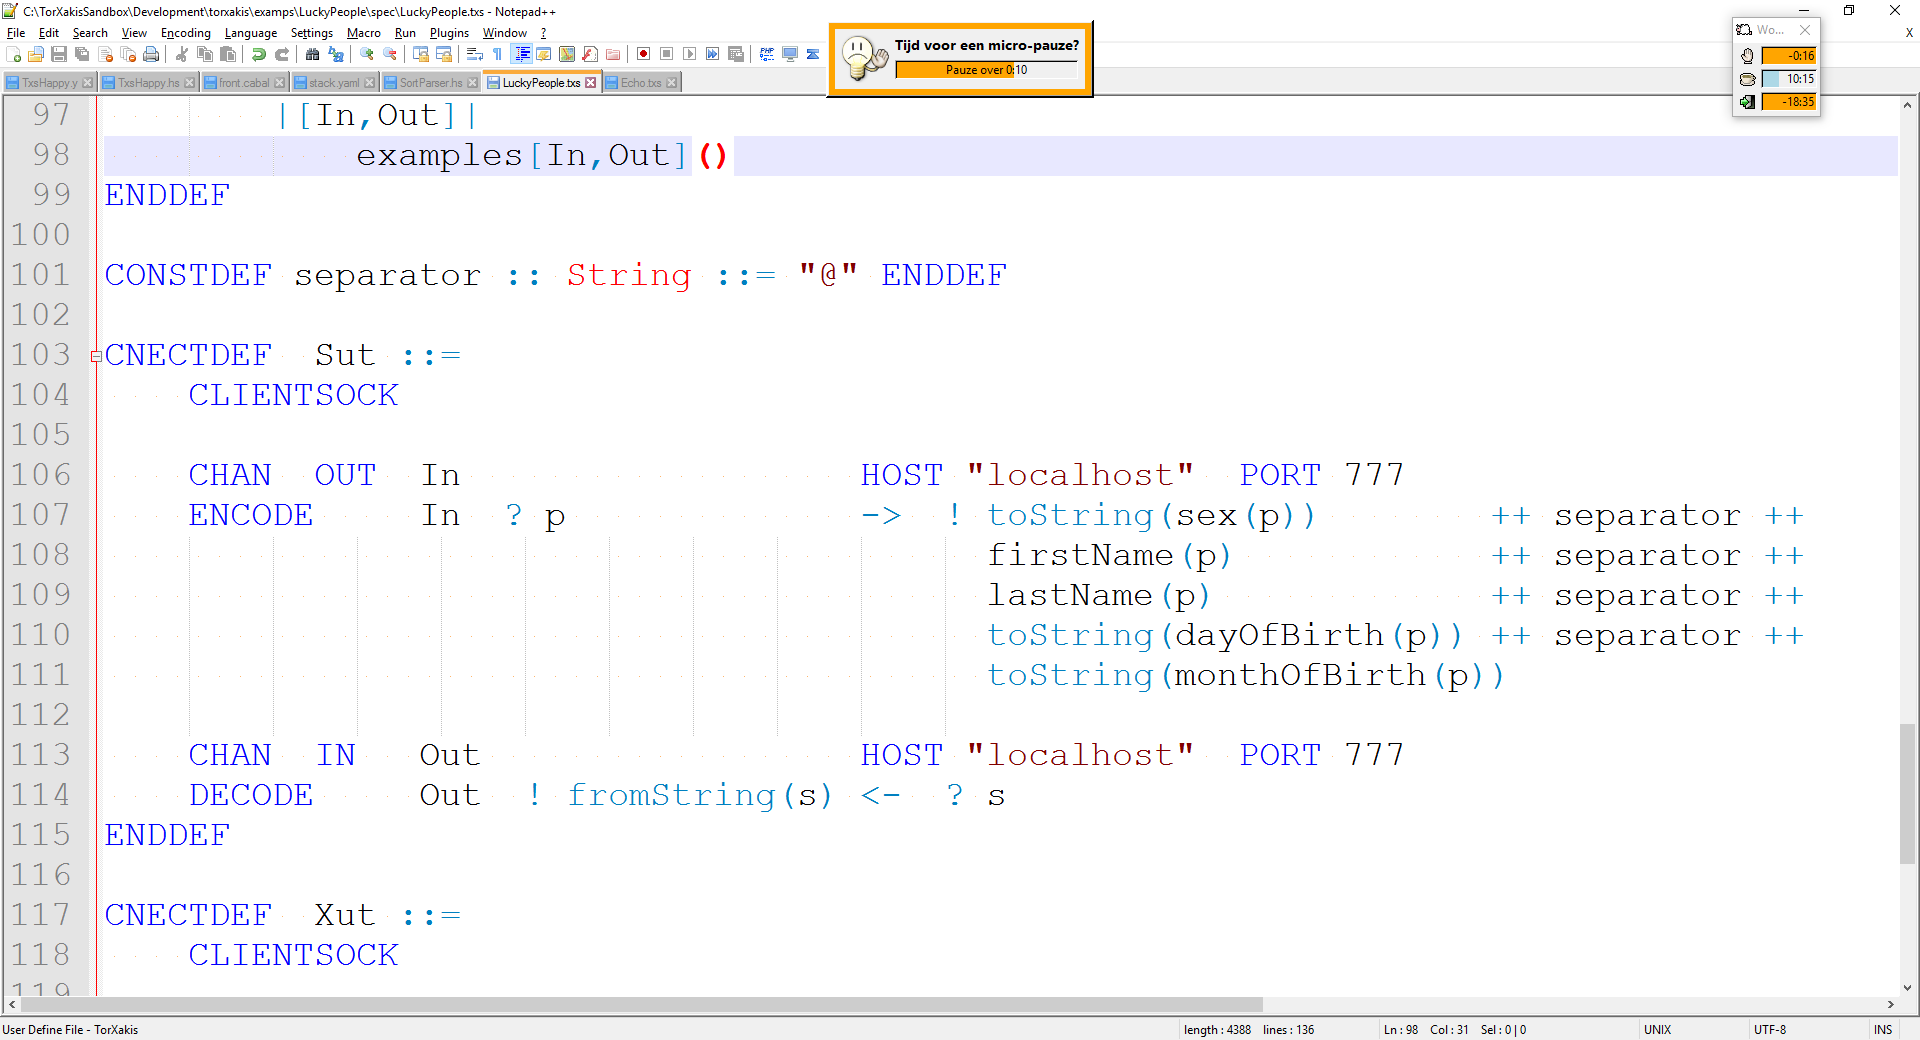 C:\TorXakisSandbox\Development\torxakis\examps\LuckyPeople\spec\LuckyPeople.txs - Notepad++
File Edit Search View Encoding Language Settings Macro Run Plugins Window ? X
Tijd voor een micro-pauze?
Pauze over 0:10
Wo...
-0:16
10:15
-18:35
TxsHappy.y TxsHappy.hs front.cabal stack.yaml SortParser.hs LuckyPeople.txs Echo.txs
97 |[In,Out]|
98 examples[In,Out]()
99 ENDDEF
100
101 CONSTDEF separator :: String ::= "@" ENDDEF
102
103 CNECTDEF Sut ::=
104 CLIENTSOCK
105
106 CHAN OUT In HOST "localhost" PORT 777
107 ENCODE In ? p -> ! toString(sex(p)) ++ separator ++
108 firstName(p) ++ separator ++
109 lastName(p) ++ separator ++
110 toString(dayOfBirth(p)) ++ separator ++
111 toString(monthOfBirth(p))
112
113 CHAN IN Out HOST "localhost" PORT 777
114 DECODE Out ! fromString(s) <- ? s
115 ENDDEF
116
117 CNECTDEF Xut ::=
118 CLIENTSOCK
119
User Define File - TorXakis length : 4388 lines : 136 Ln : 98 Col : 31 Sel : 0 | 0 UNIX UTF-8 INS